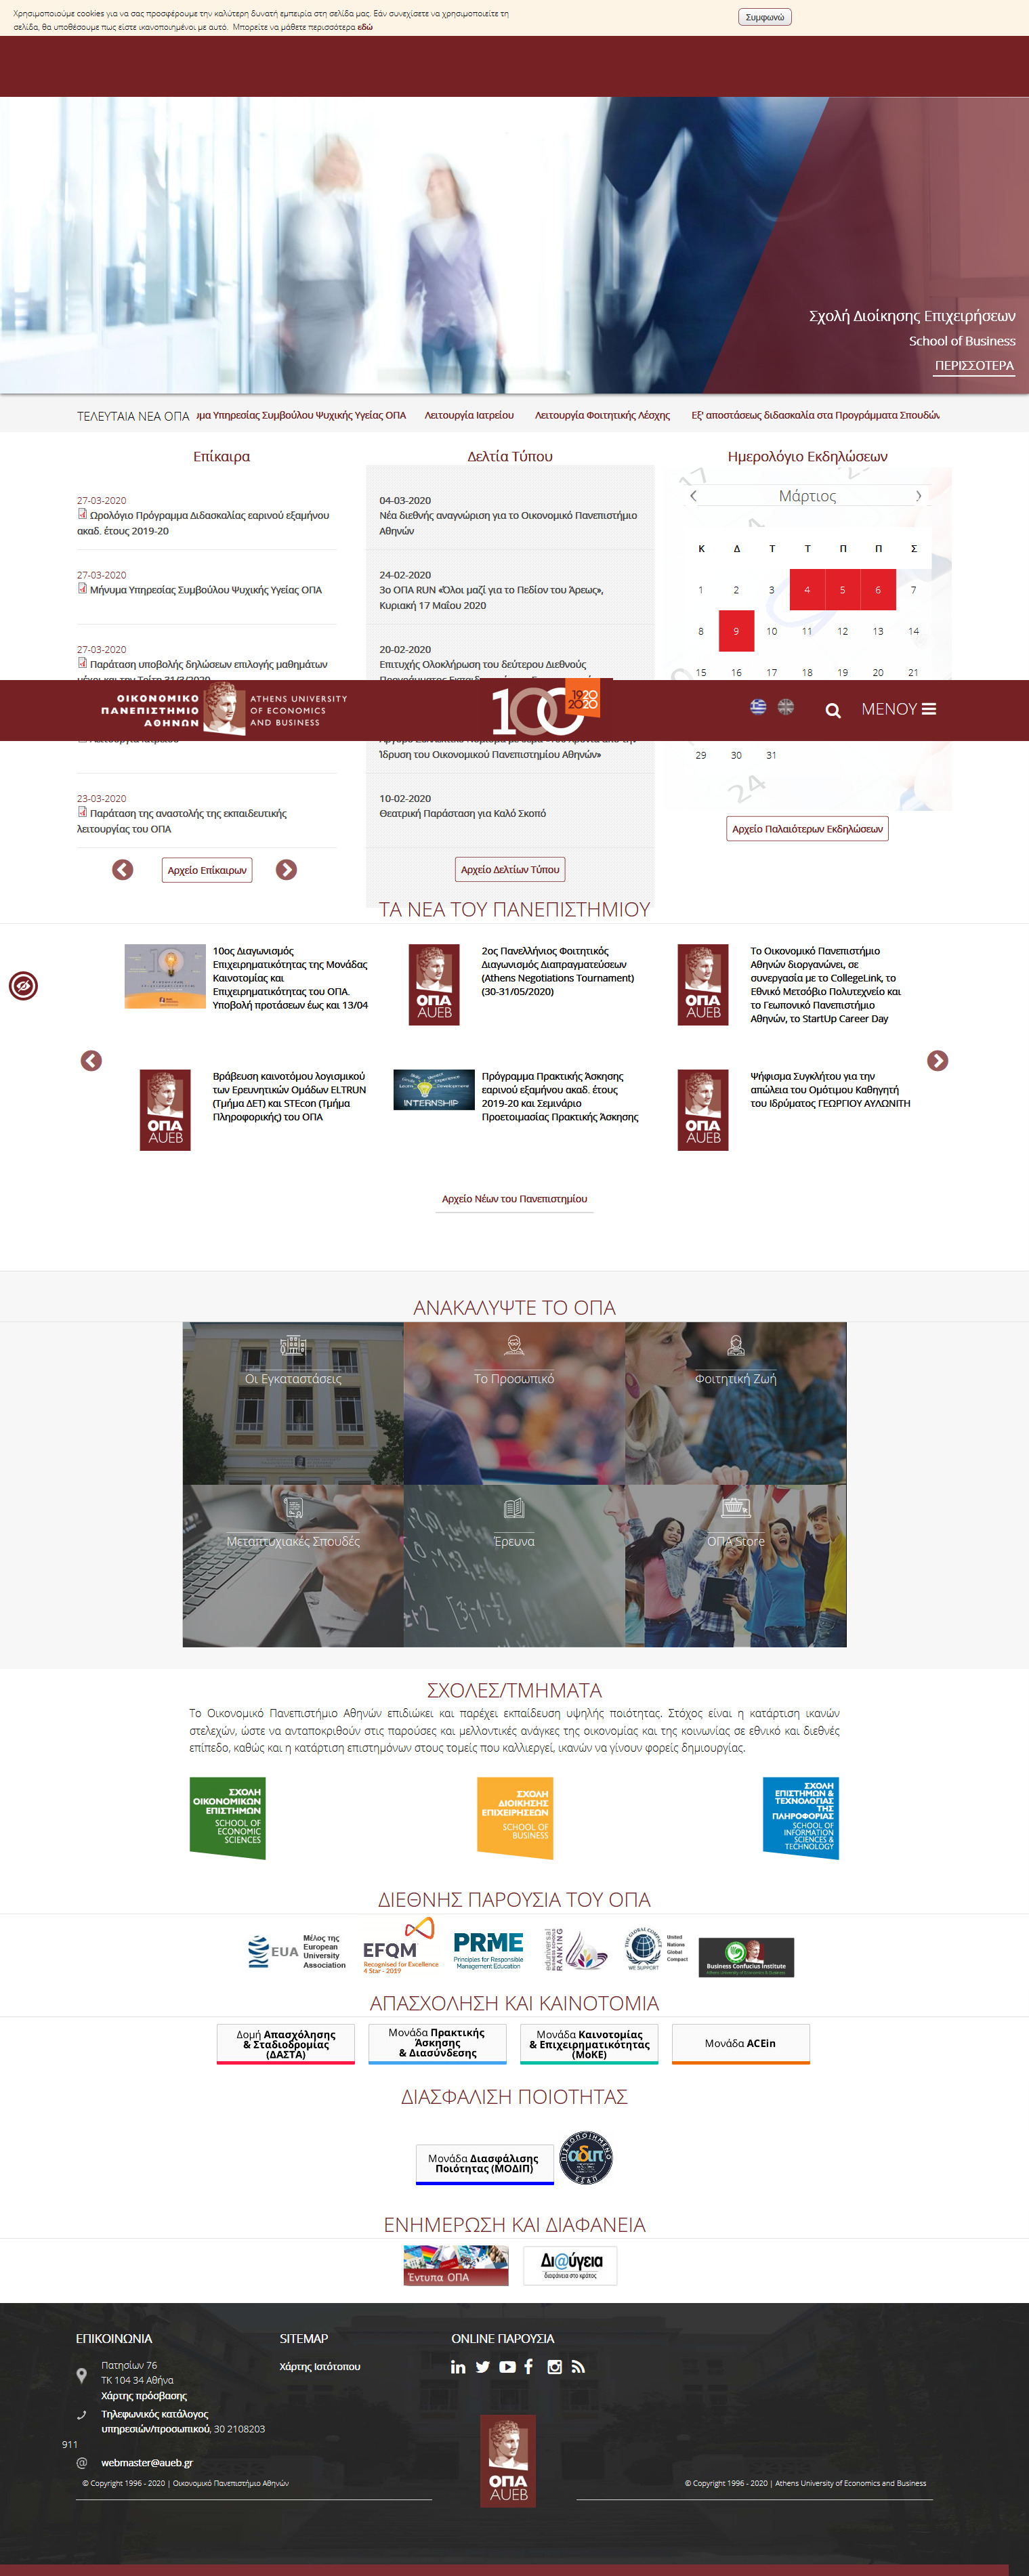 Χρησιμοποιούμε cookies για να σας προσφέρουμε την καλύτερη δυνατή εμπειρία στη σελίδα μας. Εάν συνεχίσετε να χρησιμοποιείτε τη
σελίδα, θα υποθέσουμε πως είστε ικανοποιημένοι με αυτό. Μπορείτε να μάθετε περισσότερα εδώ
Συμφωνώ
Σχολή Διοίκησης Επιχειρήσεων
School of Business
ΠΕΡΙΣΣΟΤΕΡΑ
ΤΕΛΕΥΤΑΙΑ ΝΕΑ ΟΠΑ
Υπηρεσίας Συμβούλου Ψυχικής Υγείας ΟΠΑ Λειτουργία Ιατρείου Λειτουργία Φοιτητικής Λέσχης Εξ' αποστάσεως διδασκαλία στα Προγράμματα Σπουδών
Επίκαιρα
27-03-2020
Ωρολόγιο Πρόγραμμα Διδασκαλίας εαρινού εξαμήνου
ακαδ. έτους 2019-20
27-03-2020
Μήνυμα Υπηρεσίας Συμβούλου Ψυχικής Υγείας ΟΠΑ
27-03-2020
Παράταση υποβολής δηλώσεων επιλογής μαθημάτων
23-03-2020
Παράταση της αναστολής της εκπαιδευτικής
λειτουργίας του ΟΠΑ
Αρχείο Επίκαιρων
Δελτία Τύπου
04-03-2020
Νέα διεθνής αναγνώριση για το Οικονομικό Πανεπιστήμιο
Αθηνών
24-02-2020
3ο ΟΠΑ RUN «Όλοι μαζί για το Πεδίον του Άρεως»,
Κυριακή 17 Μαΐου 2020
20-02-2020
Επιτυχής Ολοκλήρωση του δεύτερου Διεθνούς
Ίδρυση του Οικονομικού Πανεπιστημίου Αθηνών»
10-02-2020
Θεατρική Παράσταση για Καλό Σκοπό
Αρχείο Δελτίων Τύπου
Ημερολόγιο Εκδηλώσεων
Μάρτιος
Κ Δ Τ Τ Π Π Σ
1 2 3 4 5 6 7
8 9 10 11 12 13 14
15 16 17 18 19 20 21
29 30 31
24
Αρχείο Παλαιότερων Εκδηλώσεων
ΟΙΚΟΝΟΜΙΚΟ
ΠΑΝΕΠΙΣΤΗΜΙΟ
ΑΘΗΝΩΝ
ATHENS UNIVERSITY
OF ECONOMICS
AND BUSINESS
100
1920
2020
ΜΕΝΟΥ
ΤΑ ΝΕΑ ΤΟΥ ΠΑΝΕΠΙΣΤΗΜΙΟΥ
10ος Διαγωνισμός
Επιχειρηματικότητας της Μονάδας
Καινοτομίας και
Επιχειρηματικότητας του ΟΠΑ.
Υποβολή προτάσεων έως και 13/04
ΟΠΑ
AUEB
2ος Πανελλήνιος Φοιτητικός
Διαγωνισμός Διαπραγματεύσεων
(Athens Negotiations Tournament)
(30-31/05/2020)
ΟΠΑ
AUEB
Το Οικονομικό Πανεπιστήμιο
Αθηνών διοργανώνει, σε
συνεργασία με το CollegeLink, το
Εθνικό Μετσόβιο Πολυτεχνείο και
το Γεωπονικό Πανεπιστήμιο
Αθηνών, το StartUp Career Day
ΟΠΑ
AUEB
Βράβευση καινοτόμου λογισμικού
των Ερευνητικών Ομάδων ELTRUN
(Τμήμα ΔΕΤ) και STEcon (Τμήμα
Πληροφορικής) του ΟΠΑ
INTERNSHIP
Πρόγραμμα Πρακτικής Άσκησης
εαρινού εξαμήνου ακαδ. έτους
2019-20 και Σεμινάριο
Προετοιμασίας Πρακτικής Άσκησης
ΟΠΑ
AUEB
Ψήφισμα Συγκλήτου για την
απώλεια του Ομότιμου Καθηγητή
του Ιδρύματος ΓΕΩΡΓΙΟΥ ΑΥΛΩΝΙΤΗ
Αρχείο Νέων του Πανεπιστημίου
ΑΝΑΚΑΛΥΨΤΕ ΤΟ ΟΠΑ
Οι Εγκαταστάσεις
Το Προσωπικό
Φοιτητική Ζωή
Μεταπτυχιακές Σπουδές
Έρευνα
ΟΠΑ Store
ΣΧΟΛΕΣ/ΤΜΗΜΑΤΑ
Το Οικονομικό Πανεπιστήμιο Αθηνών επιδιώκει και παρέχει εκπαίδευση υψηλής ποιότητας. Στόχος είναι η κατάρτιση ικανών
στελεχών, ώστε να ανταποκριθούν στις παρούσες και μελλοντικές ανάγκες της οικονομίας και της κοινωνίας σε εθνικό και διεθνές
επίπεδο, καθώς και η κατάρτιση επιστημόνων στους τομείς που καλλιεργεί, ικανών να γίνουν φορείς δημιουργίας.
ΣΧΟΛΗ
ΟΙΚΟΝΟΜΙΚΩΝ
ΕΠΙΣΤΗΜΩΝ
SCHOOL OF
ECONOMIC
SCIENCES
ΣΧΟΛΗ
ΔΙΟΙΚΗΣΗΣ
ΕΠΙΧΕΙΡΗΣΕΩΝ
SCHOOL OF
BUSINESS
ΣΧΟΛΗ
ΕΠΙΣΤΗΜΩΝ &
ΤΕΧΝΟΛΟΓΙΑΣ
ΤΗΣ
ΠΛΗΡΟΦΟΡΙΑΣ
SCHOOL OF
INFORMATION
SCIENCES &
TECHNOLOGY
ΔΙΕΘΝΗΣ ΠΑΡΟΥΣΙΑ ΤΟΥ ΟΠΑ
EUA
Μέλος της
European
University
Association
EFQM
Recognised for Excellence
4 Star - 2019
PRME
Principles for Responsible
Management Education
eduniversal
RANKING
THE GLOBAL COMPACT
WE SUPPORT
United
Nations
Global
Compact
Business Confucius Institute
Athens University of Economics & Business
ΑΠΑΣΧΟΛΗΣΗ ΚΑΙ ΚΑΙΝΟΤΟΜΙΑ
Δομή Απασχόλησης
& Σταδιοδρομίας
(ΔΑΣΤΑ)
Μονάδα Πρακτικής
Άσκησης
& Διασύνδεσης
Μονάδα Καινοτομίας
& Επιχειρηματικότητας
(ΜοΚΕ)
Μονάδα ACEin
ΔΙΑΣΦΑΛΙΣΗ ΠΟΙΟΤΗΤΑΣ
Μονάδα Διασφάλισης
Ποιότητας (ΜΟΔΙΠ)
ΠΙΣΤΟΠΟΙΗΜΕΝΟ
αδιπ
ΕΣΔΠ
ΕΝΗΜΕΡΩΣΗ ΚΑΙ ΔΙΑΦΑΝΕΙΑ
Έντυπα ΟΠΑ
Δι@ύγεια
διαφάνεια στο κράτος
ΕΠΙΚΟΙΝΩΝΙΑ
Πατησίων 76
ΤΚ 104 34 Αθήνα
Χάρτης πρόσβασης
Τηλεφωνικός κατάλογος
υπηρεσιών/προσωπικού, 30 2108203
911
webmaster@aueb.gr
SITEMAP
Χάρτης Ιστότοπου
ONLINE ΠΑΡΟΥΣΙΑ
ΟΠΑ
AUEB
© Copyright 1996 - 2020 | Οικονομικό Πανεπιστήμιο Αθηνών
© Copyright 1996 - 2020 | Athens University of Economics and Business